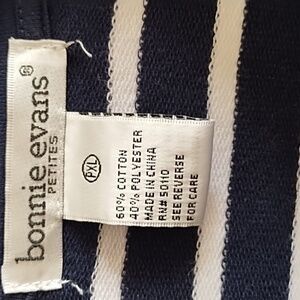 bonnie evans®
PETITES
PXL
60% COTTON
40% POLYESTER
MADE IN CHINA
RN# 50110
SEE REVERSE
FOR CARE